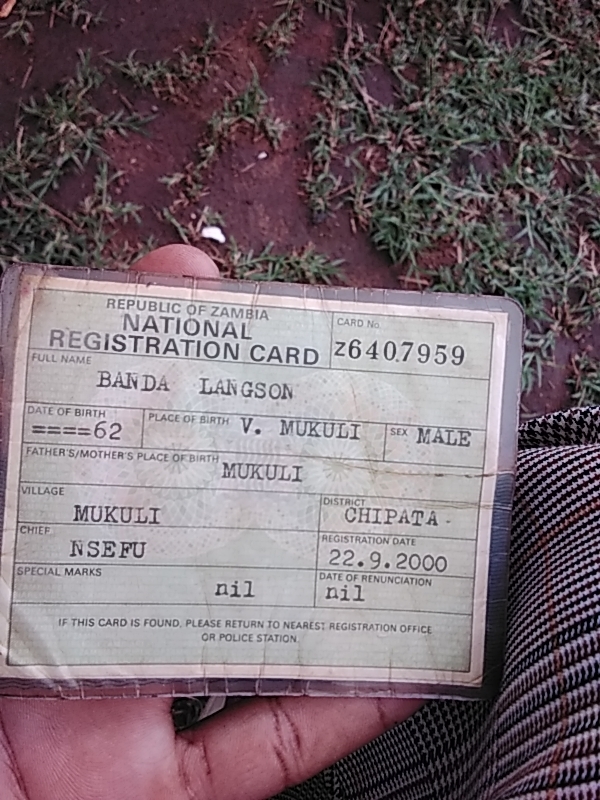 REPUBLIC OF ZAMBIA
NATIONAL
REGISTRATION CARD
CARD No.
Z6407959
FULL NAME
BANDA LANGSON
DATE OF BIRTH
====62
PLACE OF BIRTH V. MUKULI
SEX MALE
FATHER'S/MOTHER'S PLACE OF BIRTH MUKULI
VILLAGE
MUKULI
DISTRICT
CHIPATA.
CHIEF
NSEFU
REGISTRATION DATE
22.9.2000
SPECIAL MARKS
nil
DATE OF RENUNCIATION
nil
IF THIS CARD IS FOUND, PLEASE RETURN TO NEAREST REGISTRATION OFFICE
OR POLICE STATION.